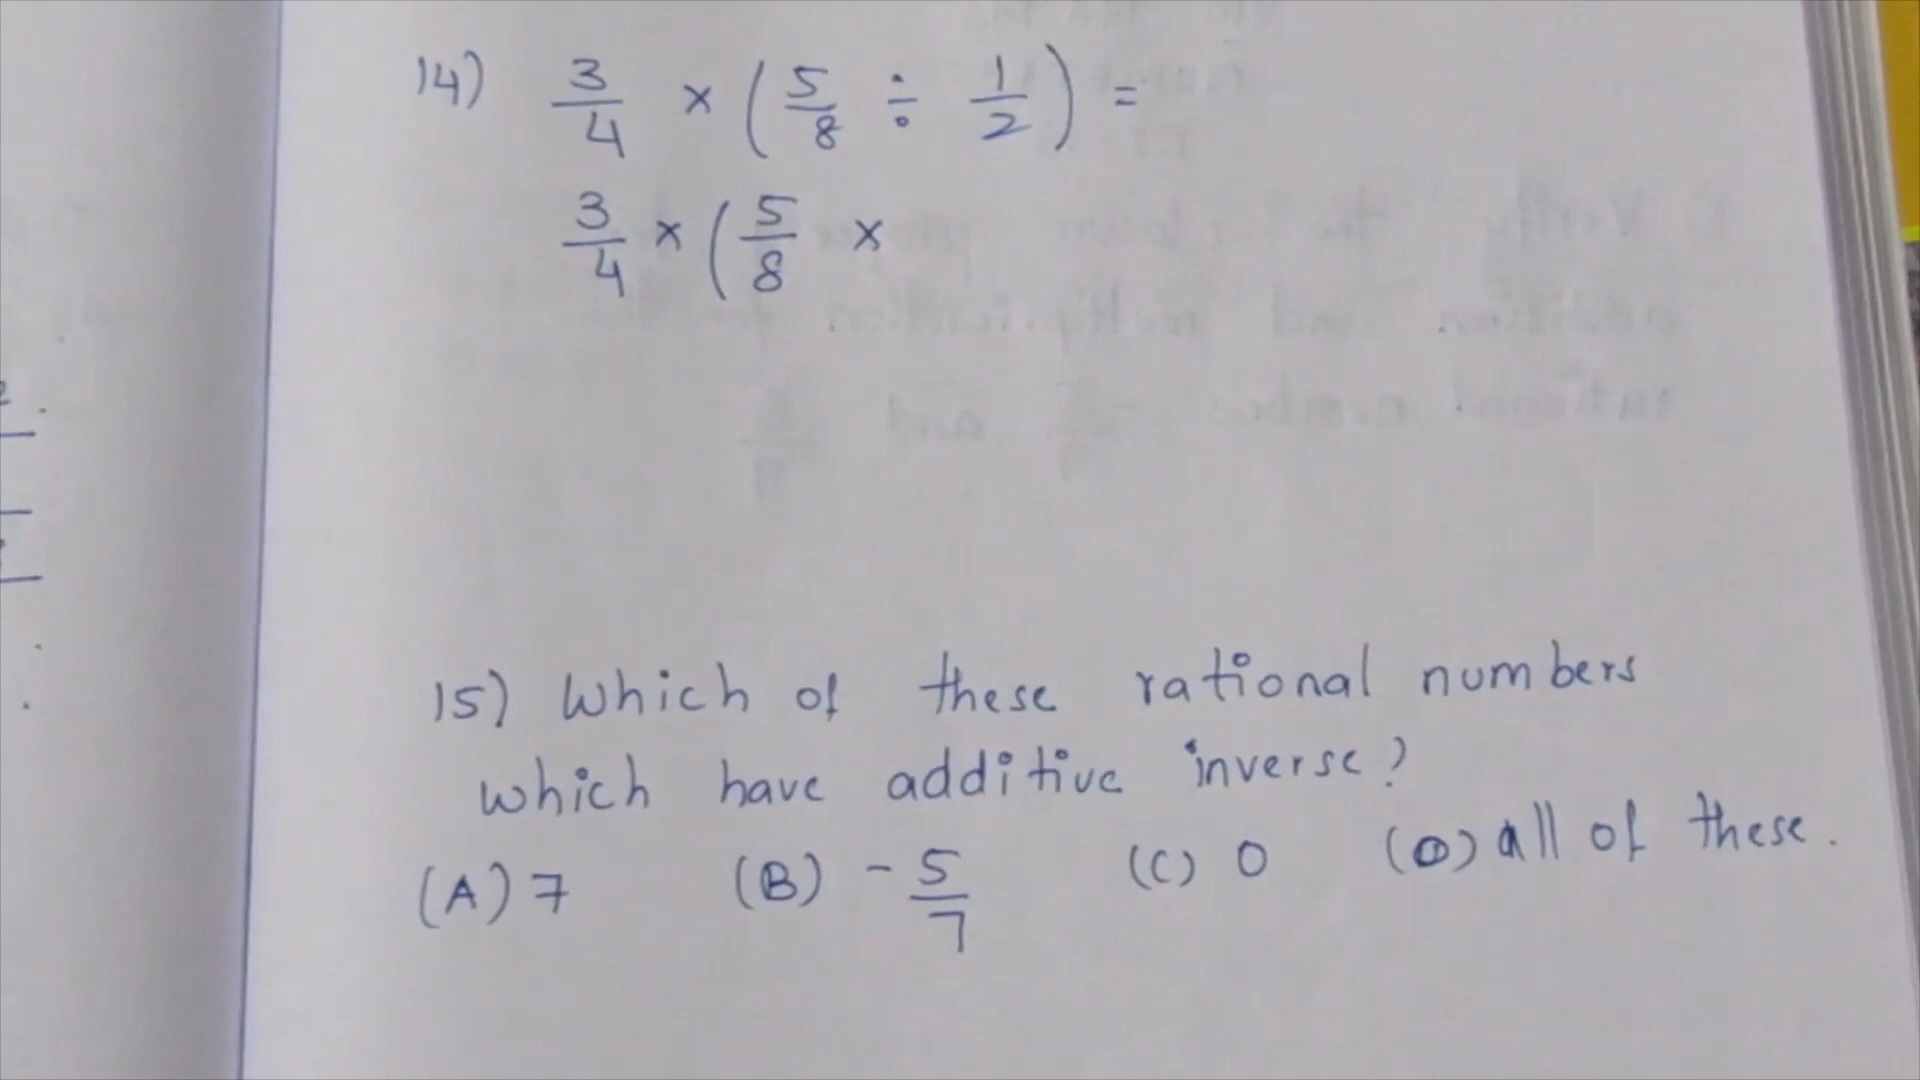 14) 3/4 × (5/8 ÷ 1/2) =
3/4 × (5/8 ×
15) Which of these rational numbers
which have additive inverse?
(A) 7 (B) -5/7 (C) 0 (D) all of these.